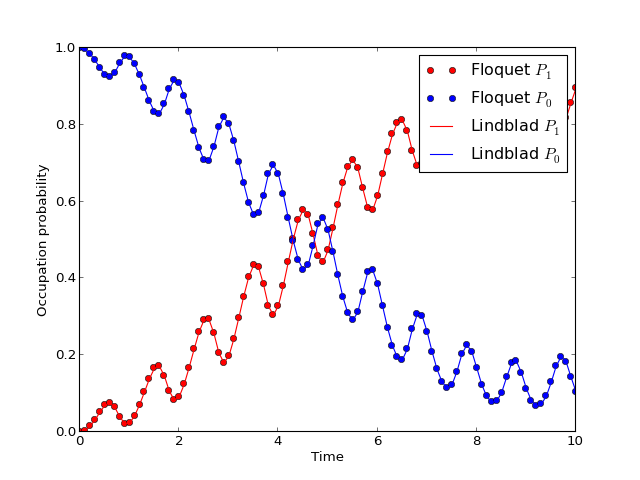 1.0
0.8
0.6
0.4
0.2
0.0
0 2 4 6 8 10
Occupation probability
Time
Floquet P₁
Floquet P₀
Lindblad P₁
Lindblad P₀